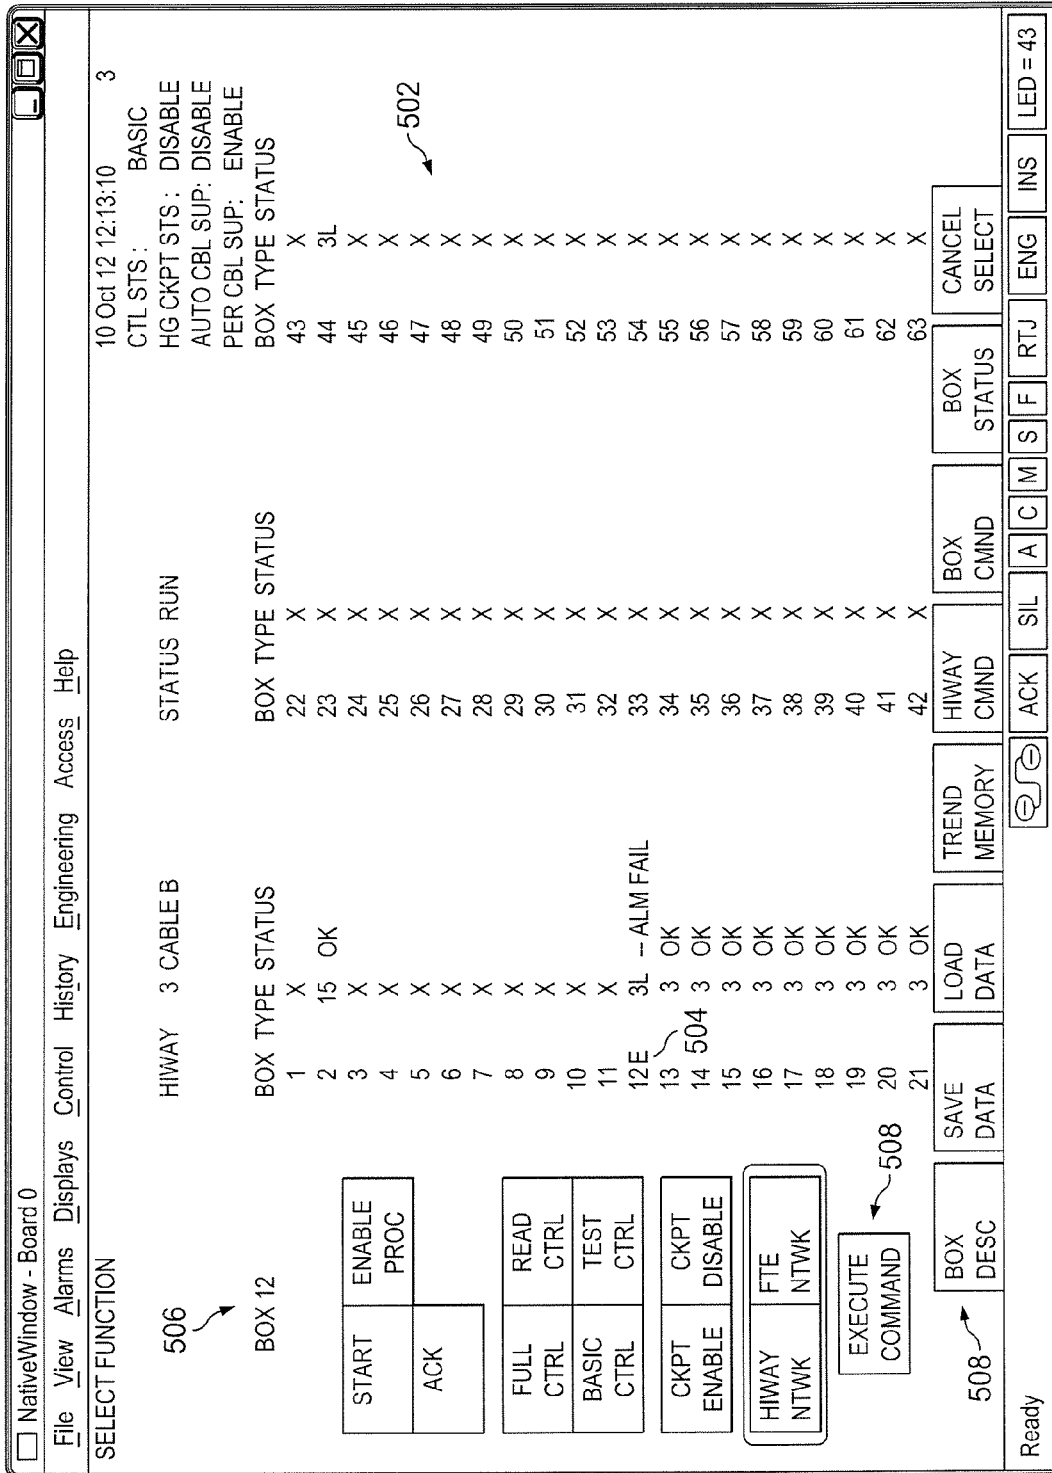 NativeWindow - Board 0
File View Alarms Displays Control History Engineering Access Help
SELECT FUNCTION
10 Oct 12 12:13:10 3
CTL STS : BASIC
HIWAY 3 CABLE B STATUS RUN HG CKPT STS : DISABLE
AUTO CBL SUP: DISABLE
PER CBL SUP: ENABLE
506
BOX 12
BOX TYPE STATUS BOX TYPE STATUS BOX TYPE STATUS
1 X 22 X 43 X
2 15 OK 23 X 44 3L
3 X 24 X 45 X
4 X 25 X 46 X
5 X 26 X 47 X
6 X 27 X 48 X
7 X 28 X 49 X
8 X 29 X 50 X
9 X 30 X 51 X
10 X 31 X 52 X
11 X 32 X 53 X
12E 3L -- ALM FAIL 33 X 54 X
13 3 OK 34 X 55 X
14 3 OK 35 X 56 X
15 3 OK 36 X 57 X
16 3 OK 37 X 58 X
17 3 OK 38 X 59 X
18 3 OK 39 X 60 X
19 3 OK 40 X 61 X
20 3 OK 41 X 62 X
21 3 OK 42 X 63 X
502
504
START
ENABLE
PROC
ACK
FULL
CTRL
READ
CTRL
BASIC
CTRL
TEST
CTRL
CKPT
ENABLE
CKPT
DISABLE
HIWAY
NTWK
FTE
NTWK
EXECUTE
COMMAND
508
508
BOX
DESC
SAVE
DATA
LOAD
DATA
TREND
MEMORY
HIWAY
CMND
BOX
CMND
BOX
STATUS
CANCEL
SELECT
Ready
ACK SIL A C M S F RTJ ENG INS LED = 43